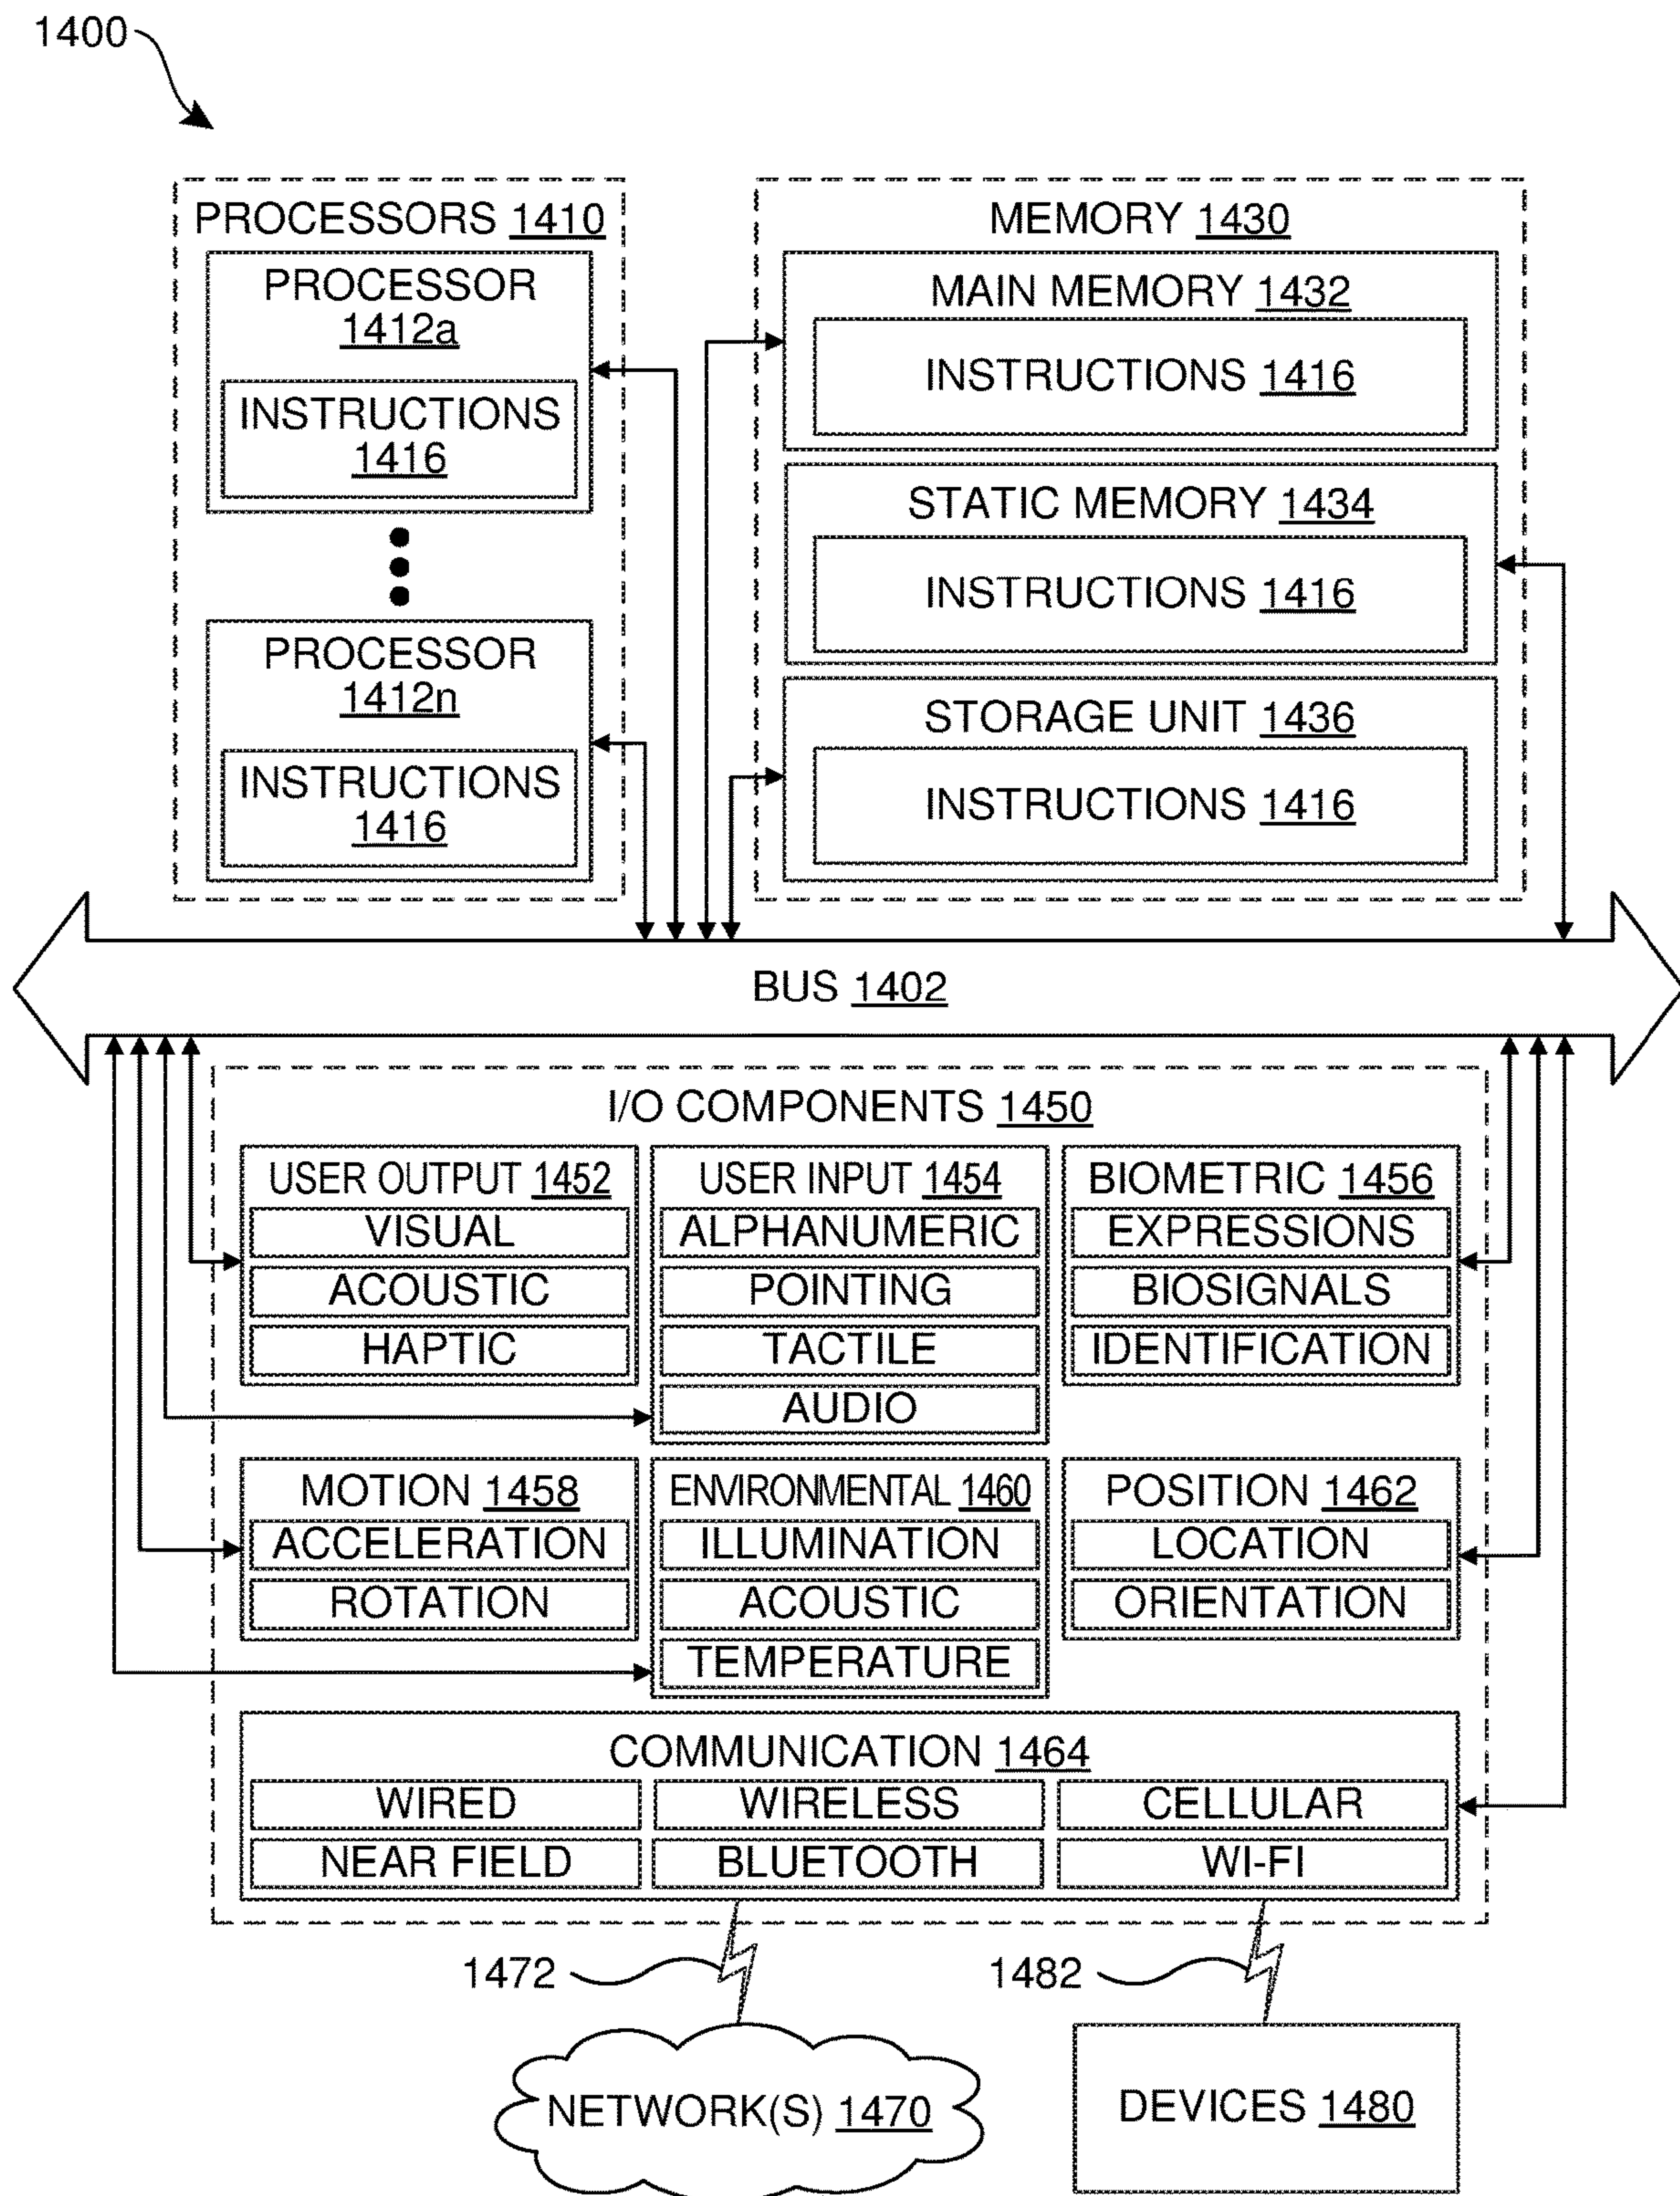 1400
PROCESSORS 1410
PROCESSOR
1412a
INSTRUCTIONS
1416
PROCESSOR
1412n
INSTRUCTIONS
1416
MEMORY 1430
MAIN MEMORY 1432
INSTRUCTIONS 1416
STATIC MEMORY 1434
INSTRUCTIONS 1416
STORAGE UNIT 1436
INSTRUCTIONS 1416
BUS 1402
I/O COMPONENTS 1450
USER OUTPUT 1452
VISUAL
ACOUSTIC
HAPTIC
USER INPUT 1454
ALPHANUMERIC
POINTING
TACTILE
AUDIO
BIOMETRIC 1456
EXPRESSIONS
BIOSIGNALS
IDENTIFICATION
MOTION 1458
ACCELERATION
ROTATION
ENVIRONMENTAL 1460
ILLUMINATION
ACOUSTIC
TEMPERATURE
POSITION 1462
LOCATION
ORIENTATION
COMMUNICATION 1464
WIRED
WIRELESS
CELLULAR
NEAR FIELD
BLUETOOTH
WI-FI
1472
1482
NETWORK(S) 1470
DEVICES 1480